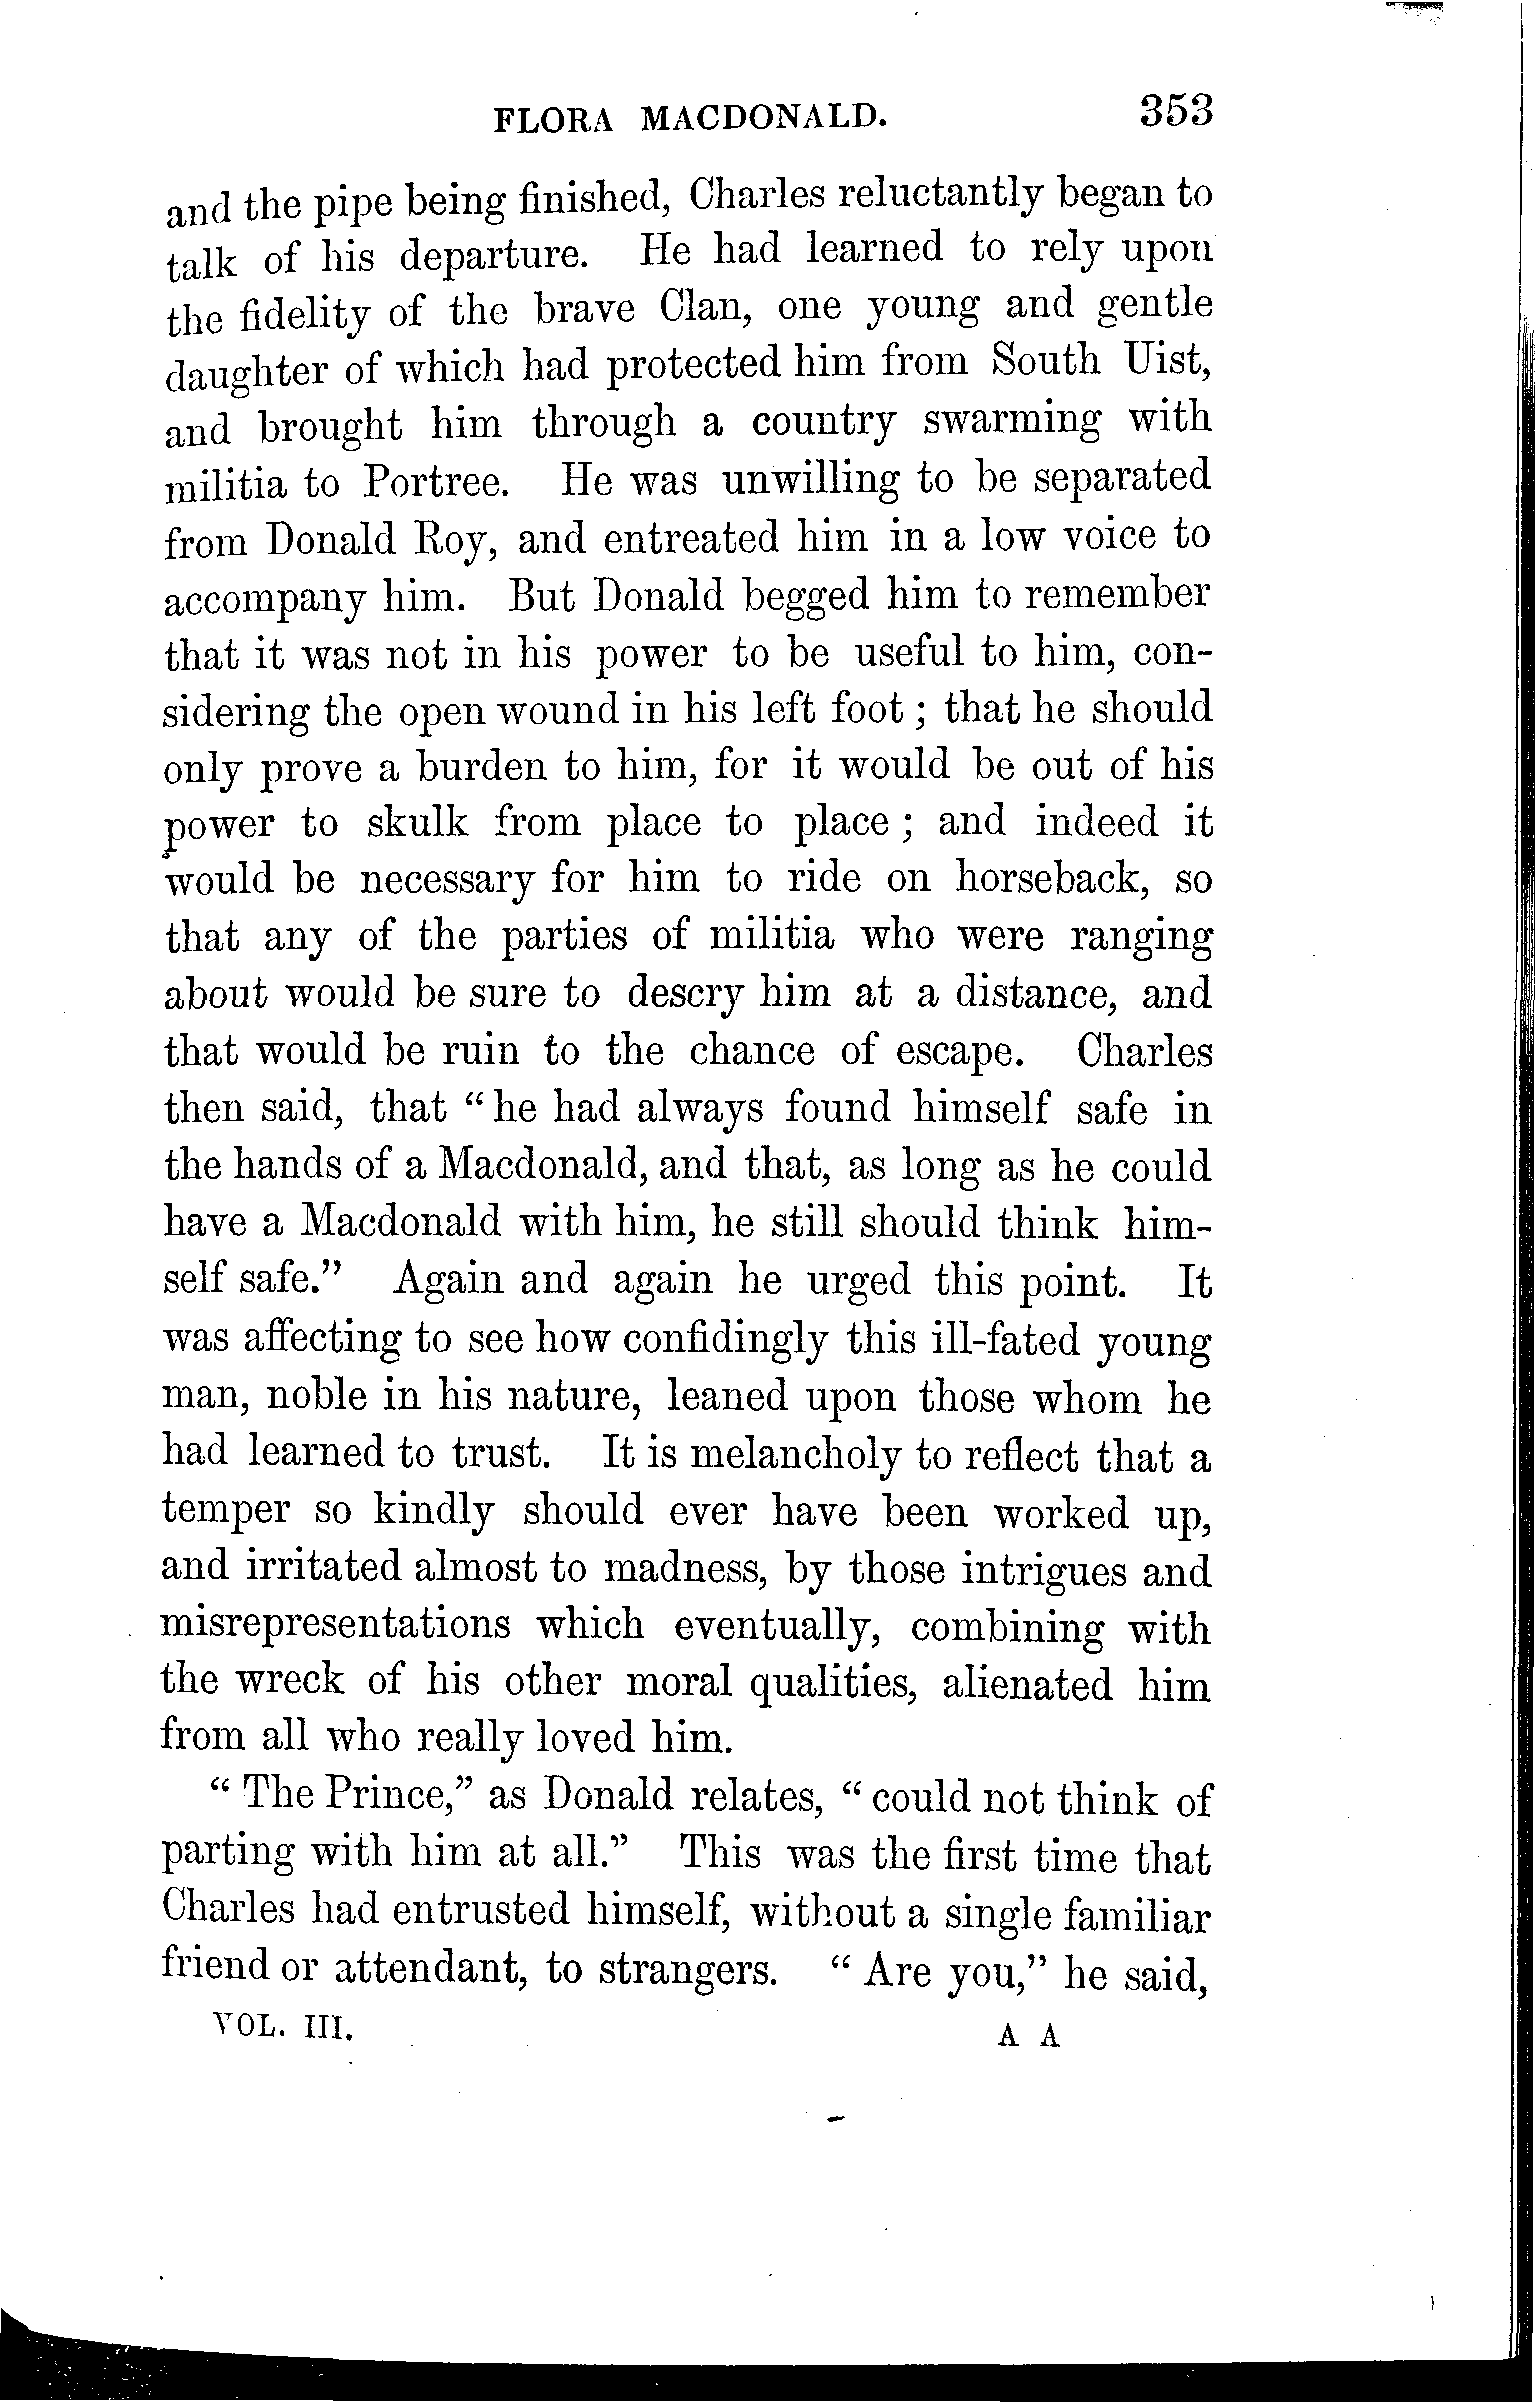 FLORA MACDONALD. 353
and the pipe being finished, Charles reluctantly began to
talk of his departure. He had learned to rely upon
the fidelity of the brave Clan, one young and gentle
daughter of which had protected him from South Uist,
and brought him through a country swarming with
militia to Portree. He was unwilling to be separated
from Donald Roy, and entreated him in a low voice to
accompany him. But Donald begged him to remember
that it was not in his power to be useful to him, con-
sidering the open wound in his left foot ; that he should
only prove a burden to him, for it would be out of his
power to skulk from place to place ; and indeed it
would be necessary for him to ride on horseback, so
that any of the parties of militia who were ranging
about would be sure to descry him at a distance, and
that would be ruin to the chance of escape. Charles
then said, that “ he had always found himself safe in
the hands of a Macdonald, and that, as long as he could
have a Macdonald with him, he still should think him-
self safe.” Again and again he urged this point. It
was affecting to see how confidingly this ill-fated young
man, noble in his nature, leaned upon those whom he
had learned to trust. It is melancholy to reflect that a
temper so kindly should ever have been worked up,
and irritated almost to madness, by those intrigues and
misrepresentations which eventually, combining with
the wreck of his other moral qualities, alienated him
from all who really loved him.
“ The Prince,” as Donald relates, “ could not think of
parting with him at all.” This was the first time that
Charles had entrusted himself, without a single familiar
friend or attendant, to strangers. “ Are you,” he said,
VOL. III. A A